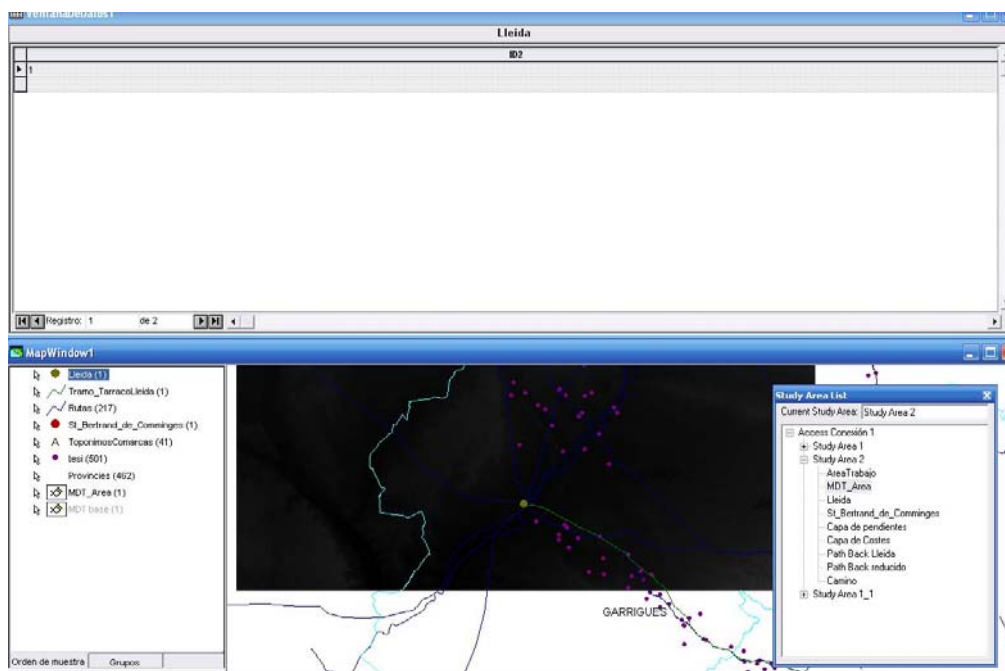 VentanaDeDatos1
Lleida
ID2
1
Registro: 1 de 2
MapWindow1
Lleida (1)
Tramo_TarracoLleida (1)
Rutas (217)
St_Bertrand_de_Comminges (1)
A ToponimosComarcas (41)
tesi (501)
Provincies (462)
MDT_Area (1)
MDT base (1)
Orden de muestra Grupos
GARRIGUES
Study Area List
Current Study Area: Study Area 2
Access Conexión 1
Study Area 1
Study Area 2
AreaTrabajo
MDT_Area
Lleida
St_Bertrand_de_Comminges
Capa de pendientes
Capa de Costes
Path Back Lleida
Path Back reducido
Camino
Study Area 1_1